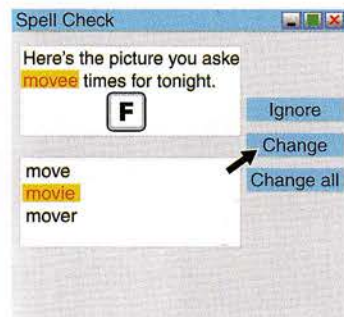 Spell Check
Here's the picture you aske
movee times for tonight.
F
Ignore
Change
Change all
move
movie
mover